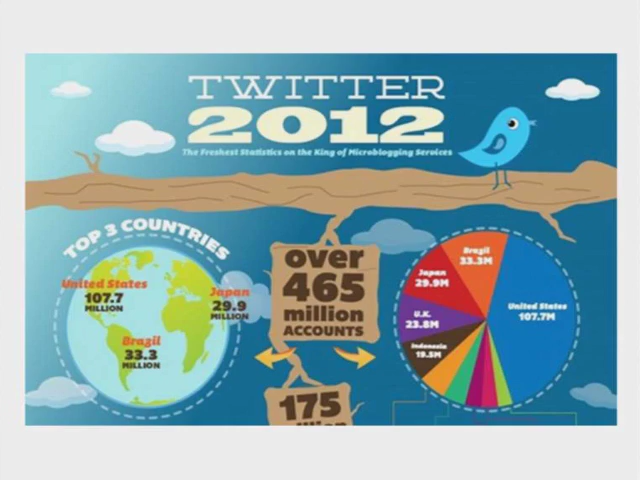 TWITTER
2012
The Freshest Statistics on the King of Microblogging Services
TOP 3 COUNTRIES
United States
107.7
MILLION
Japan
29.9
MILLION
Brazil
33.3
MILLION
over
465
million
ACCOUNTS
175
Brazil
33.3M
Japan
29.9M
U.K.
23.8M
Indonesia
19.5M
United States
107.7M